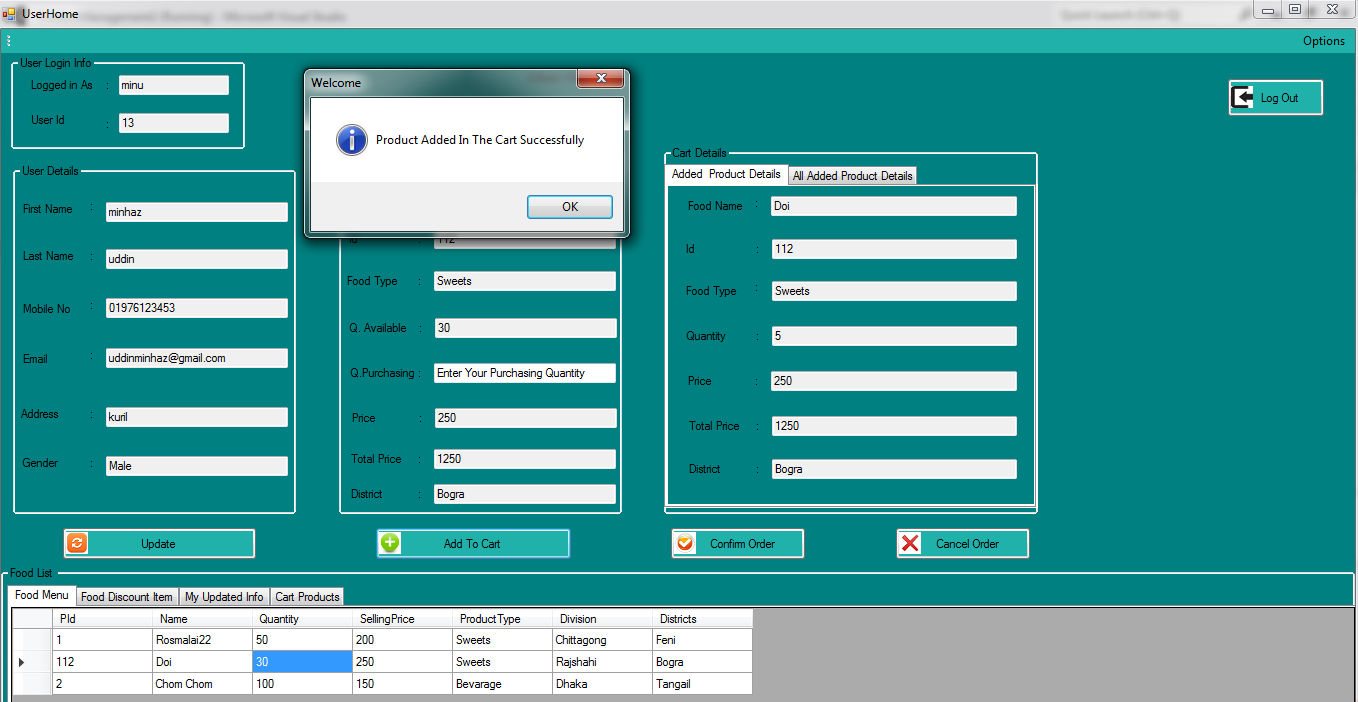 UserHome
Microsoft Visual Studio
Quick Launch (Ctrl+Q)
Options
User Login Info
Logged in As : minu
User Id : 13
Welcome
Product Added In The Cart Successfully
OK
Log Out
User Details
First Name : minhaz
Last Name : uddin
Mobile No : 01976123453
Email : uddinminhaz@gmail.com
Address : kuril
Gender : Male
Id 112
Food Type : Sweets
Q. Available : 30
Q.Purchasing : Enter Your Purchasing Quantity
Price : 250
Total Price : 1250
District : Bogra
Cart Details
Added Product Details All Added Product Details
Food Name : Doi
Id : 112
Food Type : Sweets
Quantity : 5
Price : 250
Total Price : 1250
District : Bogra
Update Add To Cart Confirm Order Cancel Order
Food List
Food Menu Food Discount Item My Updated Info Cart Products
PId Name Quantity SellingPrice ProductType Division Districts
1 Rosmalai22 50 200 Sweets Chittagong Feni
112 Doi 30 250 Sweets Rajshahi Bogra
2 Chom Chom 100 150 Bevarage Dhaka Tangail